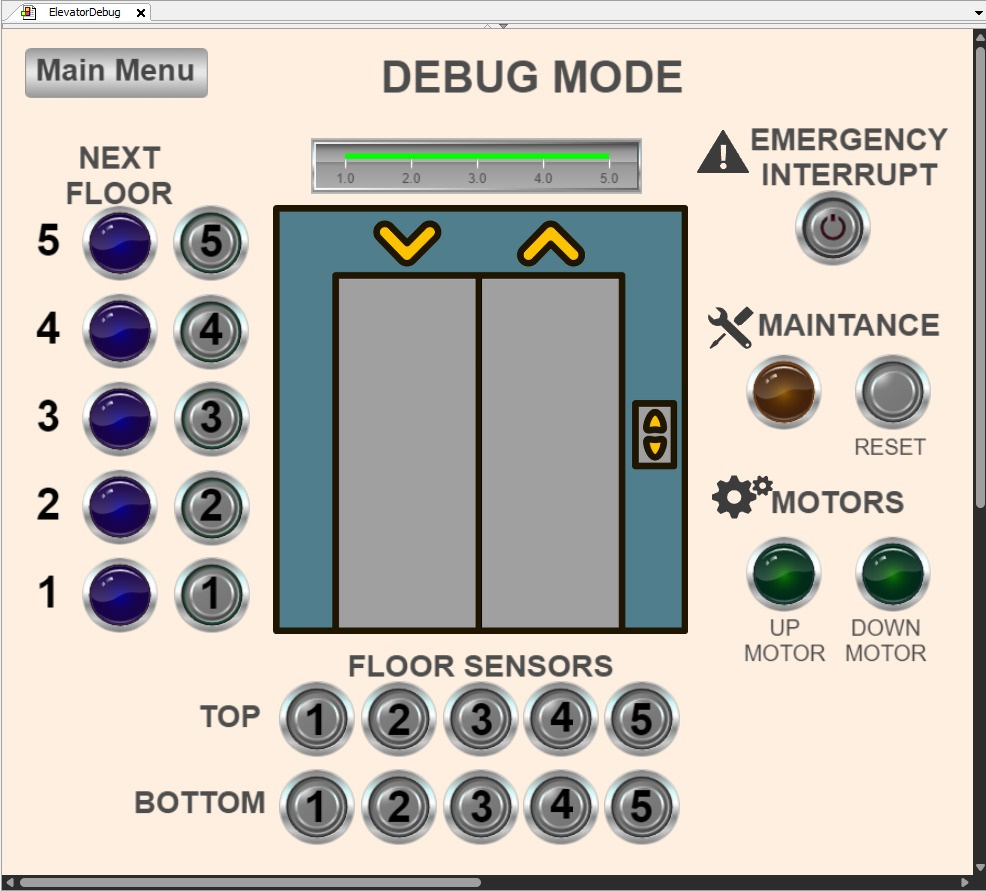 ElevatorDebug
Main Menu
DEBUG MODE
NEXT
FLOOR
1.0 2.0 3.0 4.0 5.0
EMERGENCY
INTERRUPT
5 5
4 4
3 3
2 2
1 1
MAINTANCE
RESET
MOTORS
UP
MOTOR
DOWN
MOTOR
FLOOR SENSORS
TOP 1 2 3 4 5
BOTTOM 1 2 3 4 5